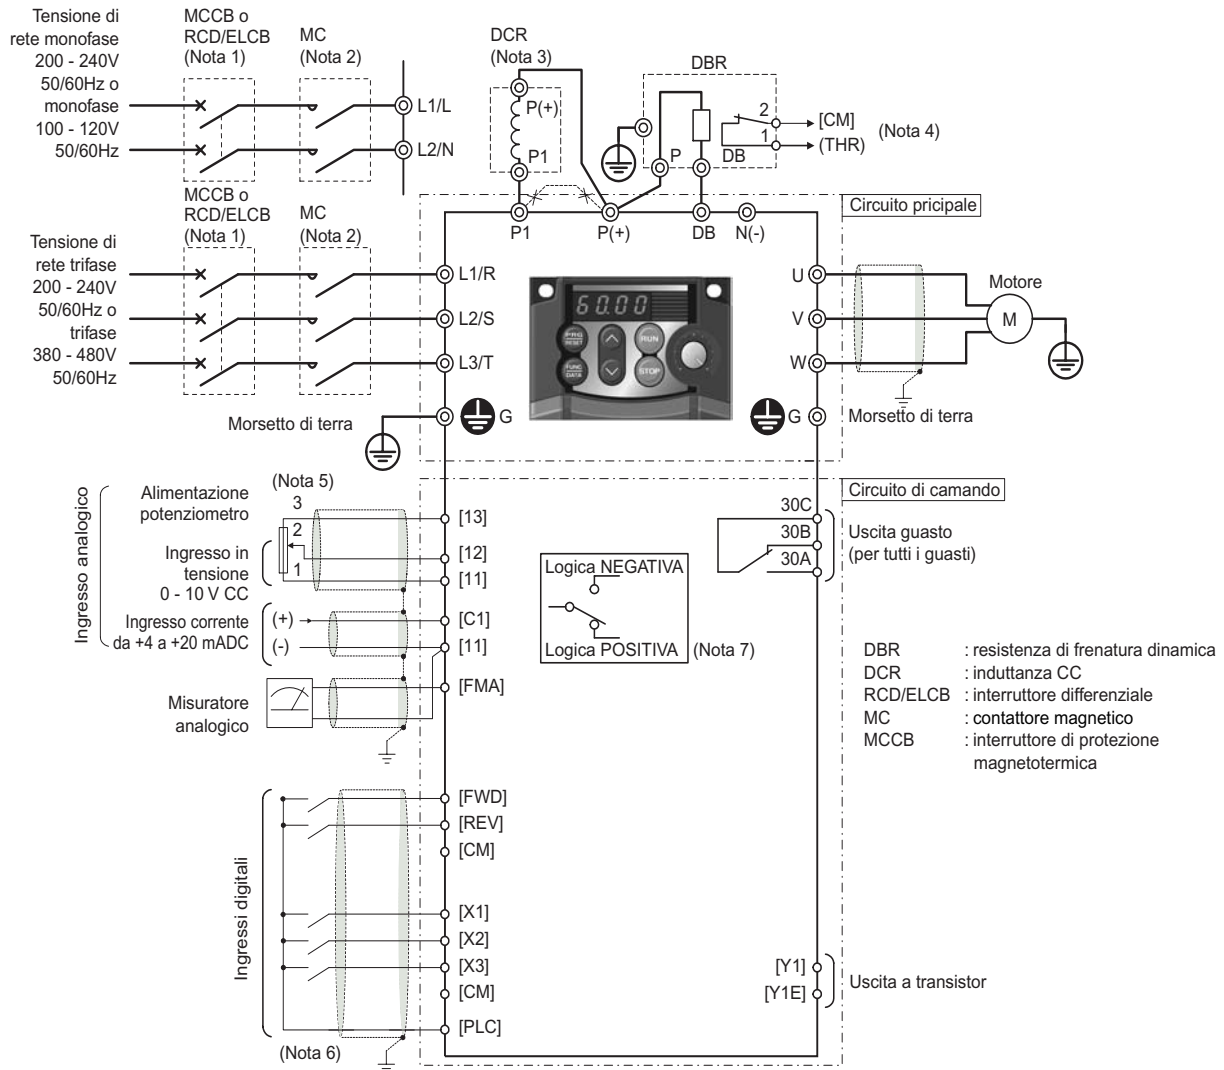 Tensione di
rete monofase
200 - 240V
50/60Hz o
monofase
100 - 120V
50/60Hz
MCCB o
RCD/ELCB
(Nota 1)
MC
(Nota 2)
L1/L
L2/N
DCR
(Nota 3)
P(+)
P1
DBR
P
DB
2
1
[CM]
(THR)
(Nota 4)
Tensione di
rete trifase
200 - 240V
50/60Hz o
trifase
380 - 480V
50/60Hz
MCCB o
RCD/ELCB
(Nota 1)
MC
(Nota 2)
Circuito pricipale
P1
P(+)
DB
N(-)
L1/R
L2/S
L3/T
60.00
PRG
RESET
RUN
FUNC
DATA
STOP
U
V
W
Motore
M
G
G
Morsetto di terra
Morsetto di terra
Circuito di camando
Ingresso analogico
Alimentazione
potenziometro
(Nota 5)
3
2
1
Ingresso in
tensione
0 - 10 V CC
Ingresso corrente
da +4 a +20 mADC
(+)
(-)
Misuratore
analogico
[13]
[12]
[11]
[C1]
[11]
[FMA]
Logica NEGATIVA
Logica POSITIVA
(Nota 7)
30C
30B
30A
Uscita guasto
(per tutti i guasti)
DBR : resistenza di frenatura dinamica
DCR : induttanza CC
RCD/ELCB : interruttore differenziale
MC : contattore magnetico
MCCB : interruttore di protezione
magnetotermica
Ingressi digitali
[FWD]
[REV]
[CM]
[X1]
[X2]
[X3]
[CM]
[PLC]
(Nota 6)
[Y1]
[Y1E]
Uscita a transistor